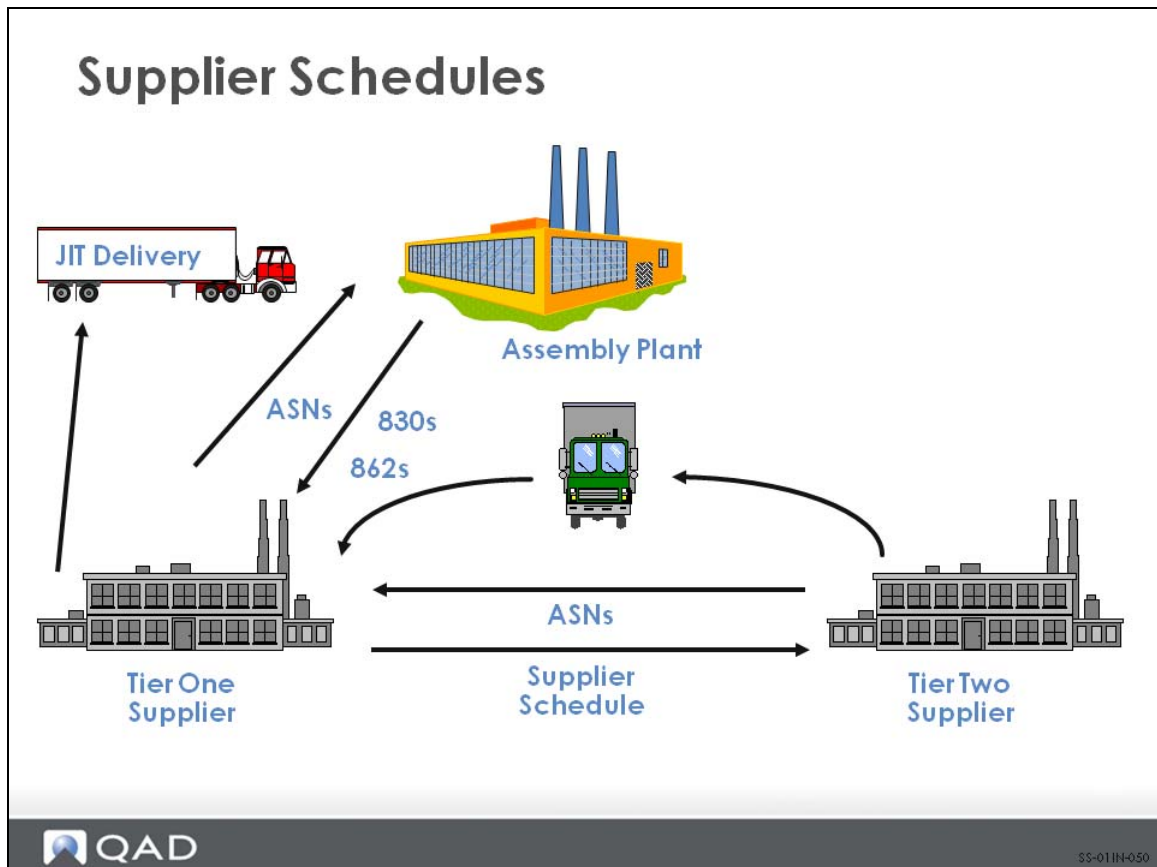 Supplier Schedules
JIT Delivery
Assembly Plant
ASNs
830s
862s
ASNs
Tier One
Supplier
Supplier
Schedule
Tier Two
Supplier
QAD
SS-01IN-050